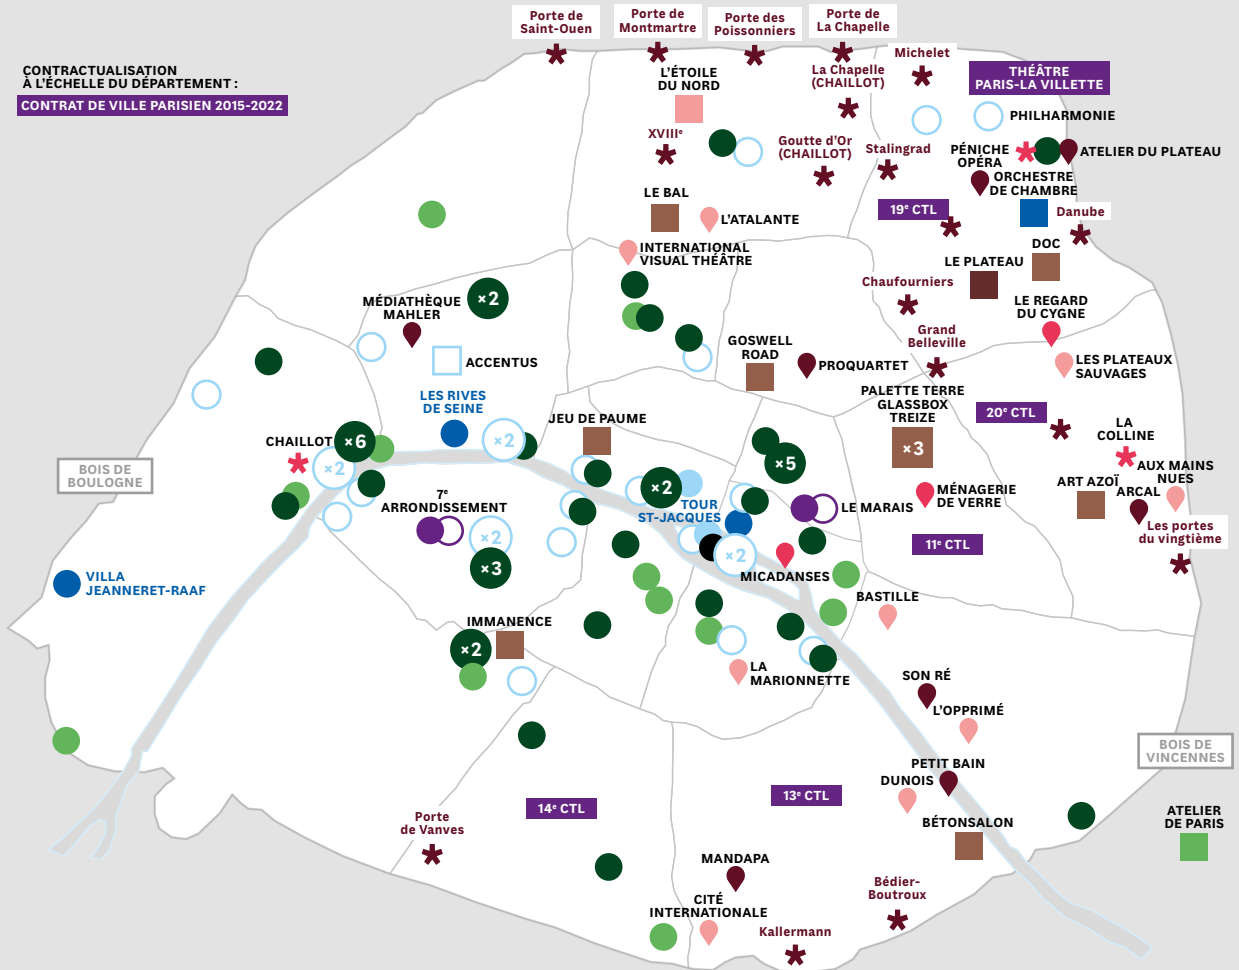 Porte de
Saint-Ouen
Porte de
Montmartre
Porte des
Poissonniers
Porte de
La Chapelle
CONTRACTUALISATION
À L'ÉCHELLE DU DÉPARTEMENT :
CONTRAT DE VILLE PARISIEN 2015-2022
L'ÉTOILE
DU NORD
La Chapelle
(CHAILLOT)
Michelet
THÉÂTRE
PARIS-LA VILLETTE
PHILHARMONIE
XVIIIe
Goutte d'Or
(CHAILLOT)
Stalingrad
PÉNICHE
OPÉRA
ATELIER DU PLATEAU
ORCHESTRE
DE CHAMBRE
LE BAL
L'ATALANTE
19e CTL
Danube
INTERNATIONAL
VISUAL THÉÂTRE
DOC
LE PLATEAU
MÉDIATHÈQUE
MAHLER
×2
Chaufourniers
LE REGARD
DU CYGNE
ACCENTUS
GOSWELL
ROAD
PROQUARTET
Grand
Belleville
LES PLATEAUX
SAUVAGES
LES RIVES
DE SEINE
JEU DE PAUME
PALETTE TERRE
GLASSBOX
TREIZE
×3
20e CTL
LA
COLLINE
CHAILLOT
×6
×2
×2
BOIS DE
BOULOGNE
×5
AUX MAINS
NUES
ART AZOÏ
ARCAL
7e
ARRONDISSEMENT
×2
TOUR
ST-JACQUES
LE MARAIS
MÉNAGERIE
DE VERRE
Les portes
du vingtième
×2
×3
×2
11e CTL
MICADANSES
VILLA
JEANNERET-RAAF
BASTILLE
IMMANENCE
×2
LA
MARIONNETTE
SON RÉ
L'OPPRIMÉ
BOIS DE
VINCENNES
PETIT BAIN
DUNOIS
13e CTL
14e CTL
BÉTONSALON
ATELIER
DE PARIS
Porte
de Vanves
MANDAPA
Bédier-
Boutroux
CITÉ
INTERNATIONALE
Kallermann